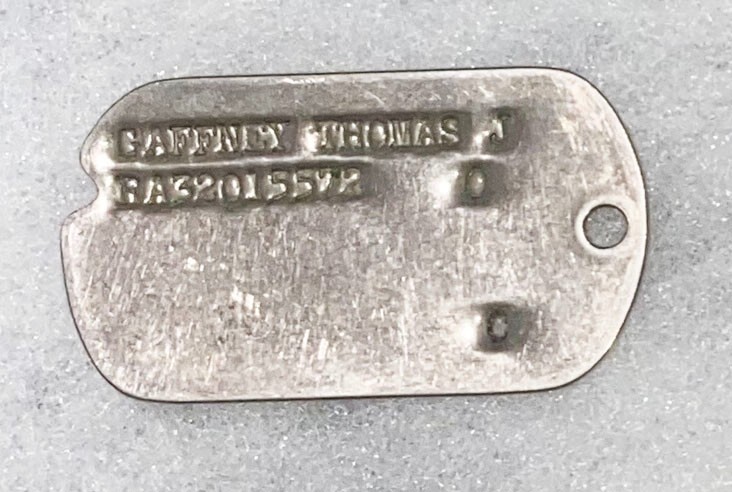 GAFFNEY THOMAS J
RA32015572 O
C